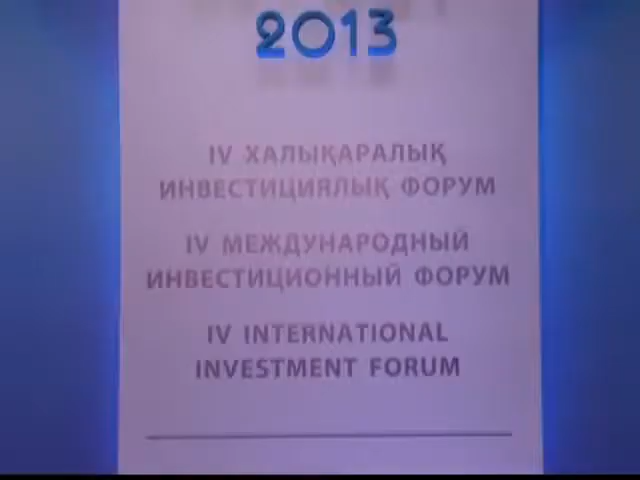 2013
IV ХАЛЫҚАРАЛЫҚ
ИНВЕСТИЦИЯЛЫҚ ФОРУМ
IV МЕЖДУНАРОДНЫЙ
ИНВЕСТИЦИОННЫЙ ФОРУМ
IV INTERNATIONAL
INVESTMENT FORUM